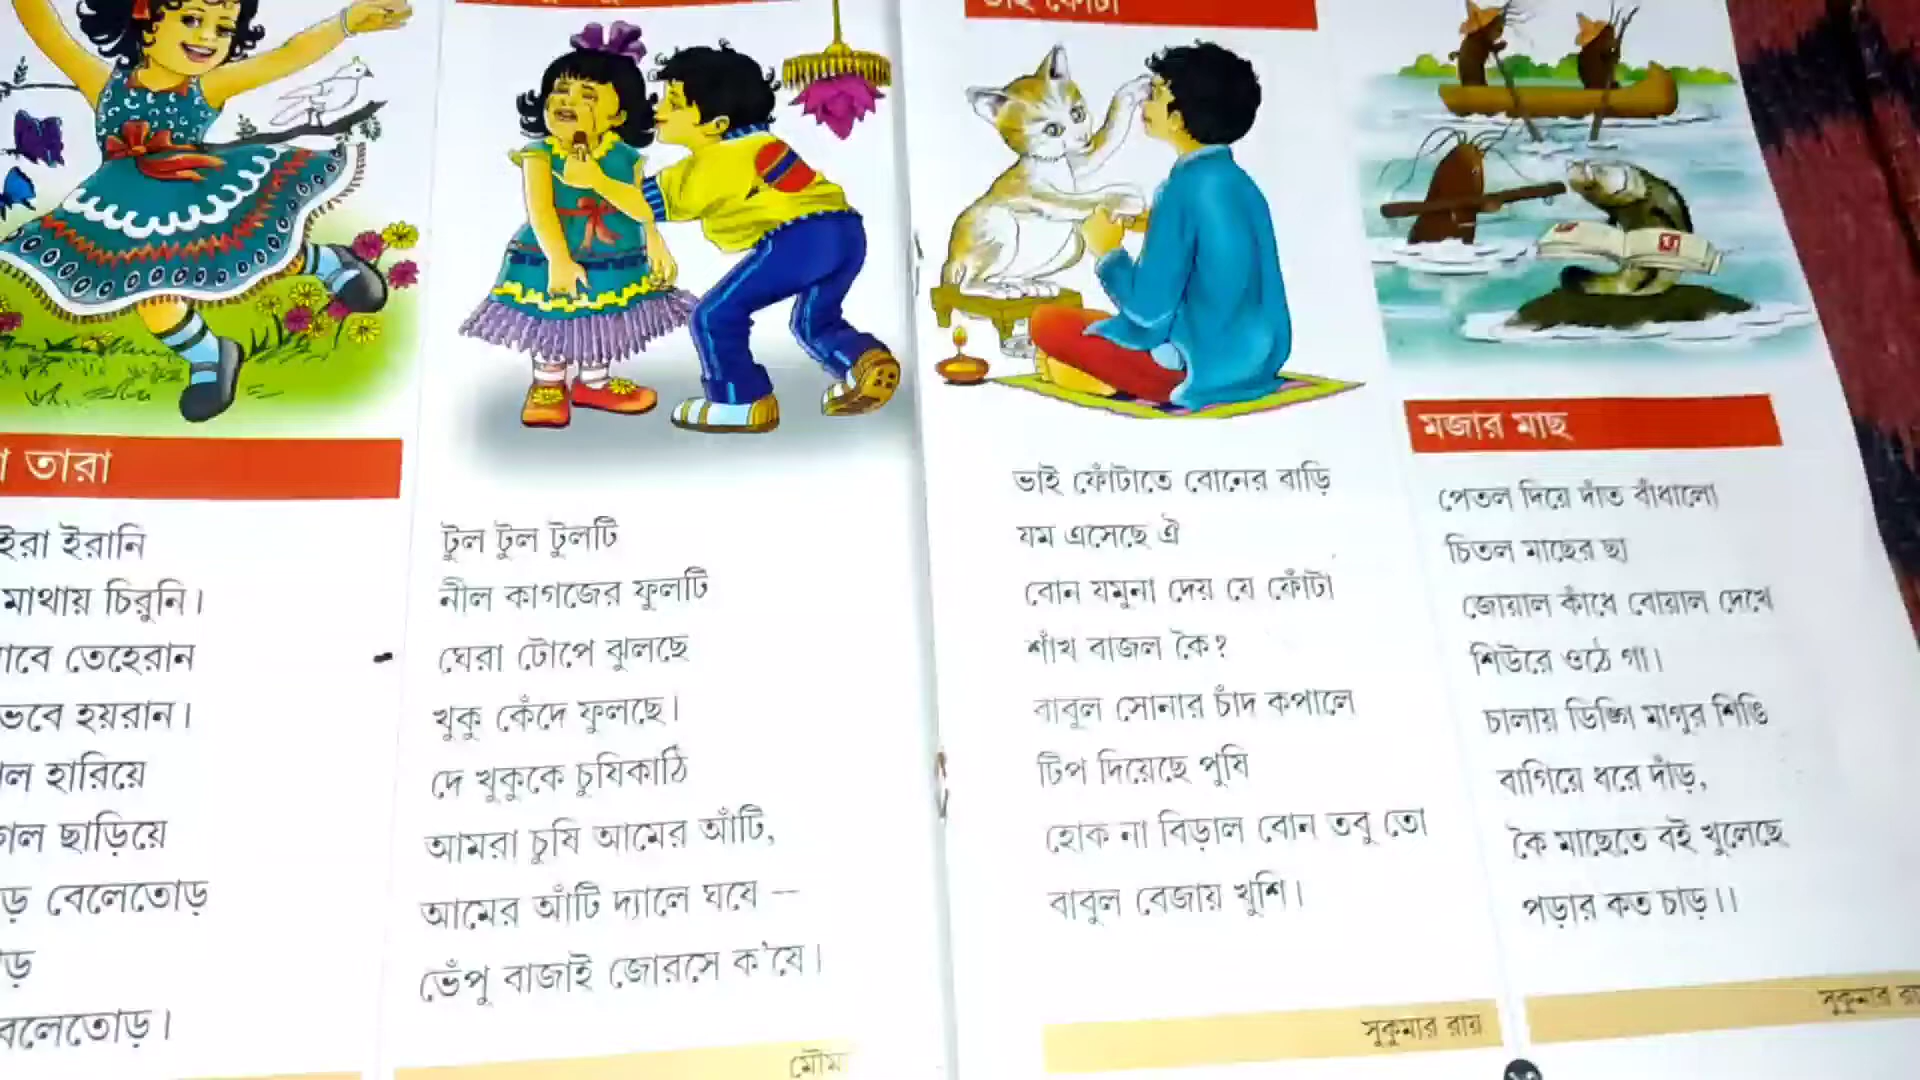 তারা
ইরা ইরানি
মাথায় চিরুনি।
তেহেরান
হয়রান।
হারিয়ে
ছাড়িয়ে
বেলেতোড়
টুল টুল টুলটি
নীল কাগজের ফুলটি
ঘেরা টোপে ঝুলছে
খুকু কেঁদে ফুলছে।
দে খুকুকে চুষিকাঠি
আমরা চুষি আমের আঁটি,
আমের আঁটি দ্যালে ঘষে —
ভেঁপু বাজাই জোরসে ক'ষে।
ভাই ফোঁটা
ভাই ফোঁটাতে বোনের বাড়ি
যম এসেছে ঐ
বোন যমুনা দেয় যে ফোঁটা
শাঁখ বাজল কৈ?
বাবুল সোনার চাঁদ কপালে
টিপ দিয়েছে পুষি
হোক না বিড়াল বোন তবু তো
বাবুল বেজায় খুশি।
সুকুমার রায়
মজার মাছ
পেতল দিয়ে দাঁত বাঁধালো
চিতল মাছের ছা
জোয়াল কাঁধে বোয়াল দেখে
শিউরে ওঠে গা।
চালায় ডিঙ্গি মাগুর শিঙি
বাগিয়ে ধরে দাঁড়,
কৈ মাছেতে বই খুলেছে
পড়ার কত চাড়।।
সুকুমার